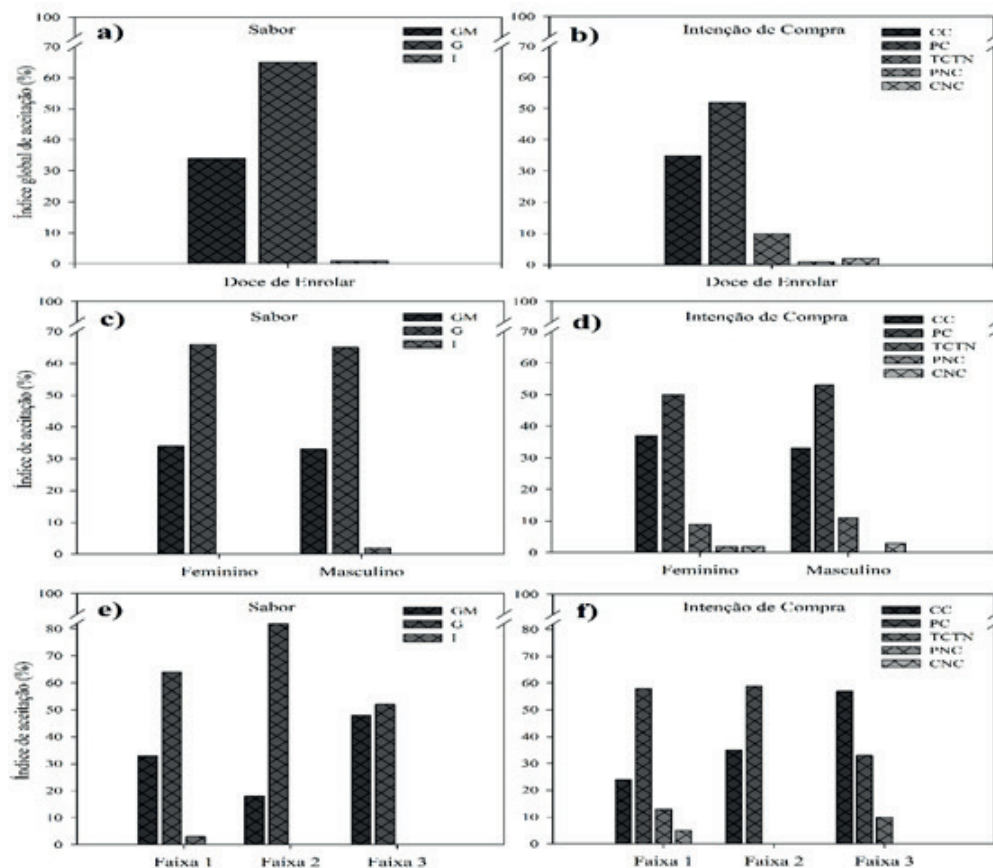 a)
Sabor
GM
G
I
Índice global de aceitação (%)
100
70
60
50
40
30
20
10
0
Doce de Enrolar
b)
Intenção de Compra
CC
PC
TCTN
PNC
CNC
100
70
60
50
40
30
20
10
0
Doce de Enrolar
c)
Sabor
GM
G
I
Índice de aceitação (%)
100
70
60
50
40
30
20
10
0
Feminino Masculino
d)
Intenção de Compra
CC
PC
TCTN
PNC
CNC
100
70
60
50
40
30
20
10
0
Feminino Masculino
e)
Sabor
GM
G
I
Índice de aceitação (%)
100
80
70
60
50
40
30
20
10
0
Faixa 1 Faixa 2 Faixa 3
f)
Intenção de Compra
CC
PC
TCTN
PNC
CNC
100
80
70
60
50
40
30
20
10
0
Faixa 1 Faixa 2 Faixa 3